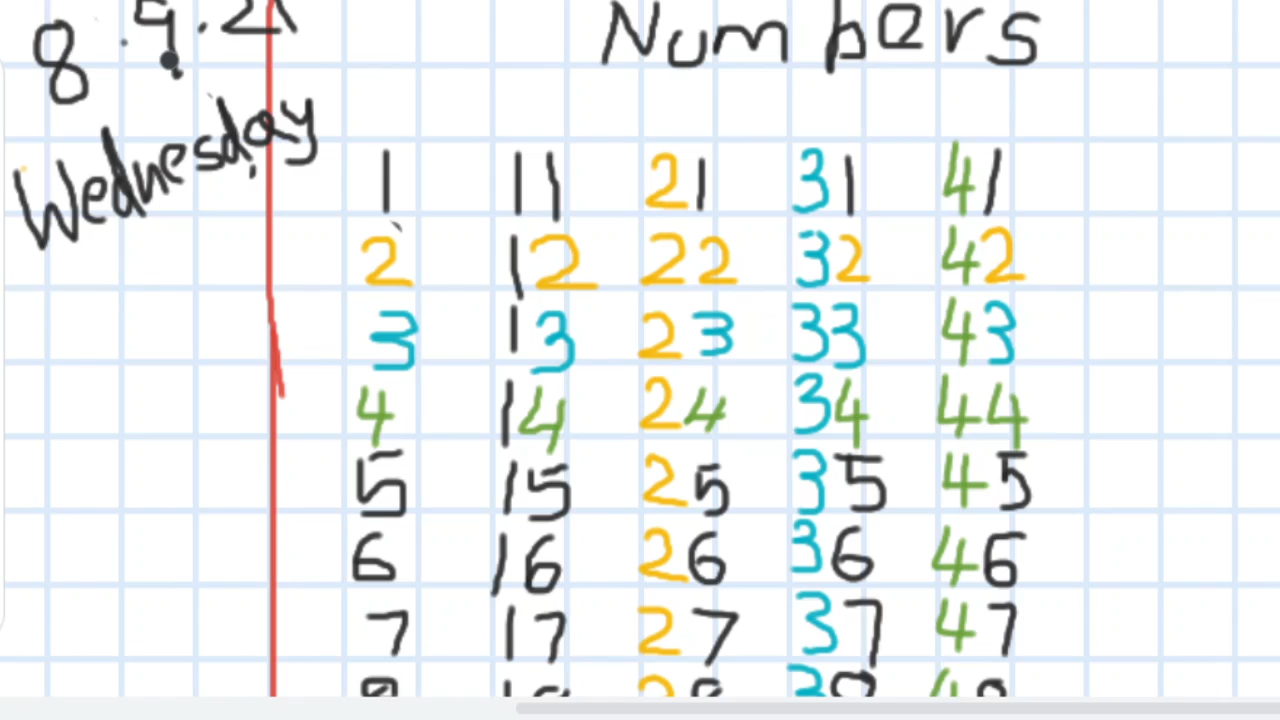 8.9.21 Numbers
Wednesday
1 11 21 31 41
2 12 22 32 42
3 13 23 33 43
4 14 24 34 44
5 15 25 35 45
6 16 26 36 46
7 17 27 37 47